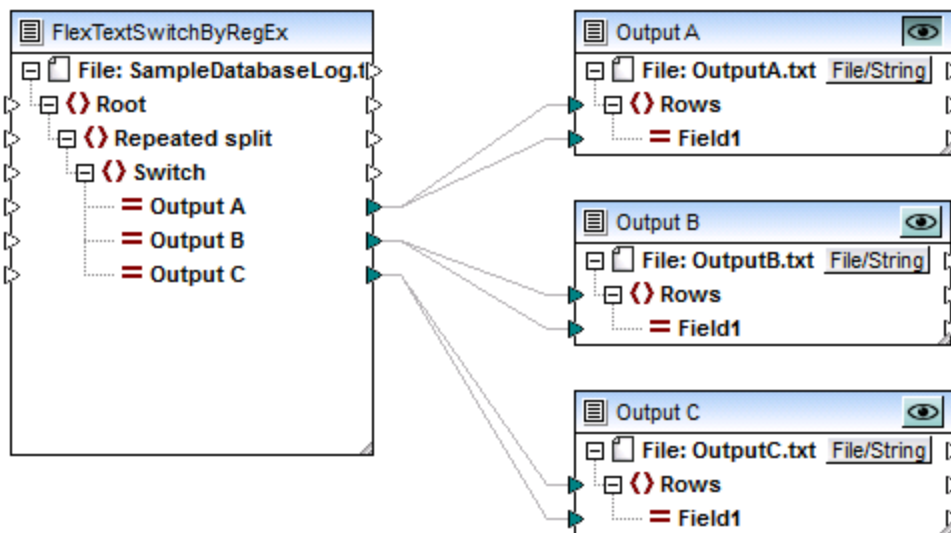 FlexTextSwitchByRegEx
File: SampleDatabaseLog.t
Root
Repeated split
Switch
Output A
Output B
Output C
Output A
File: OutputA.txt File/String
Rows
Field1
Output B
File: OutputB.txt File/String
Rows
Field1
Output C
File: OutputC.txt File/String
Rows
Field1